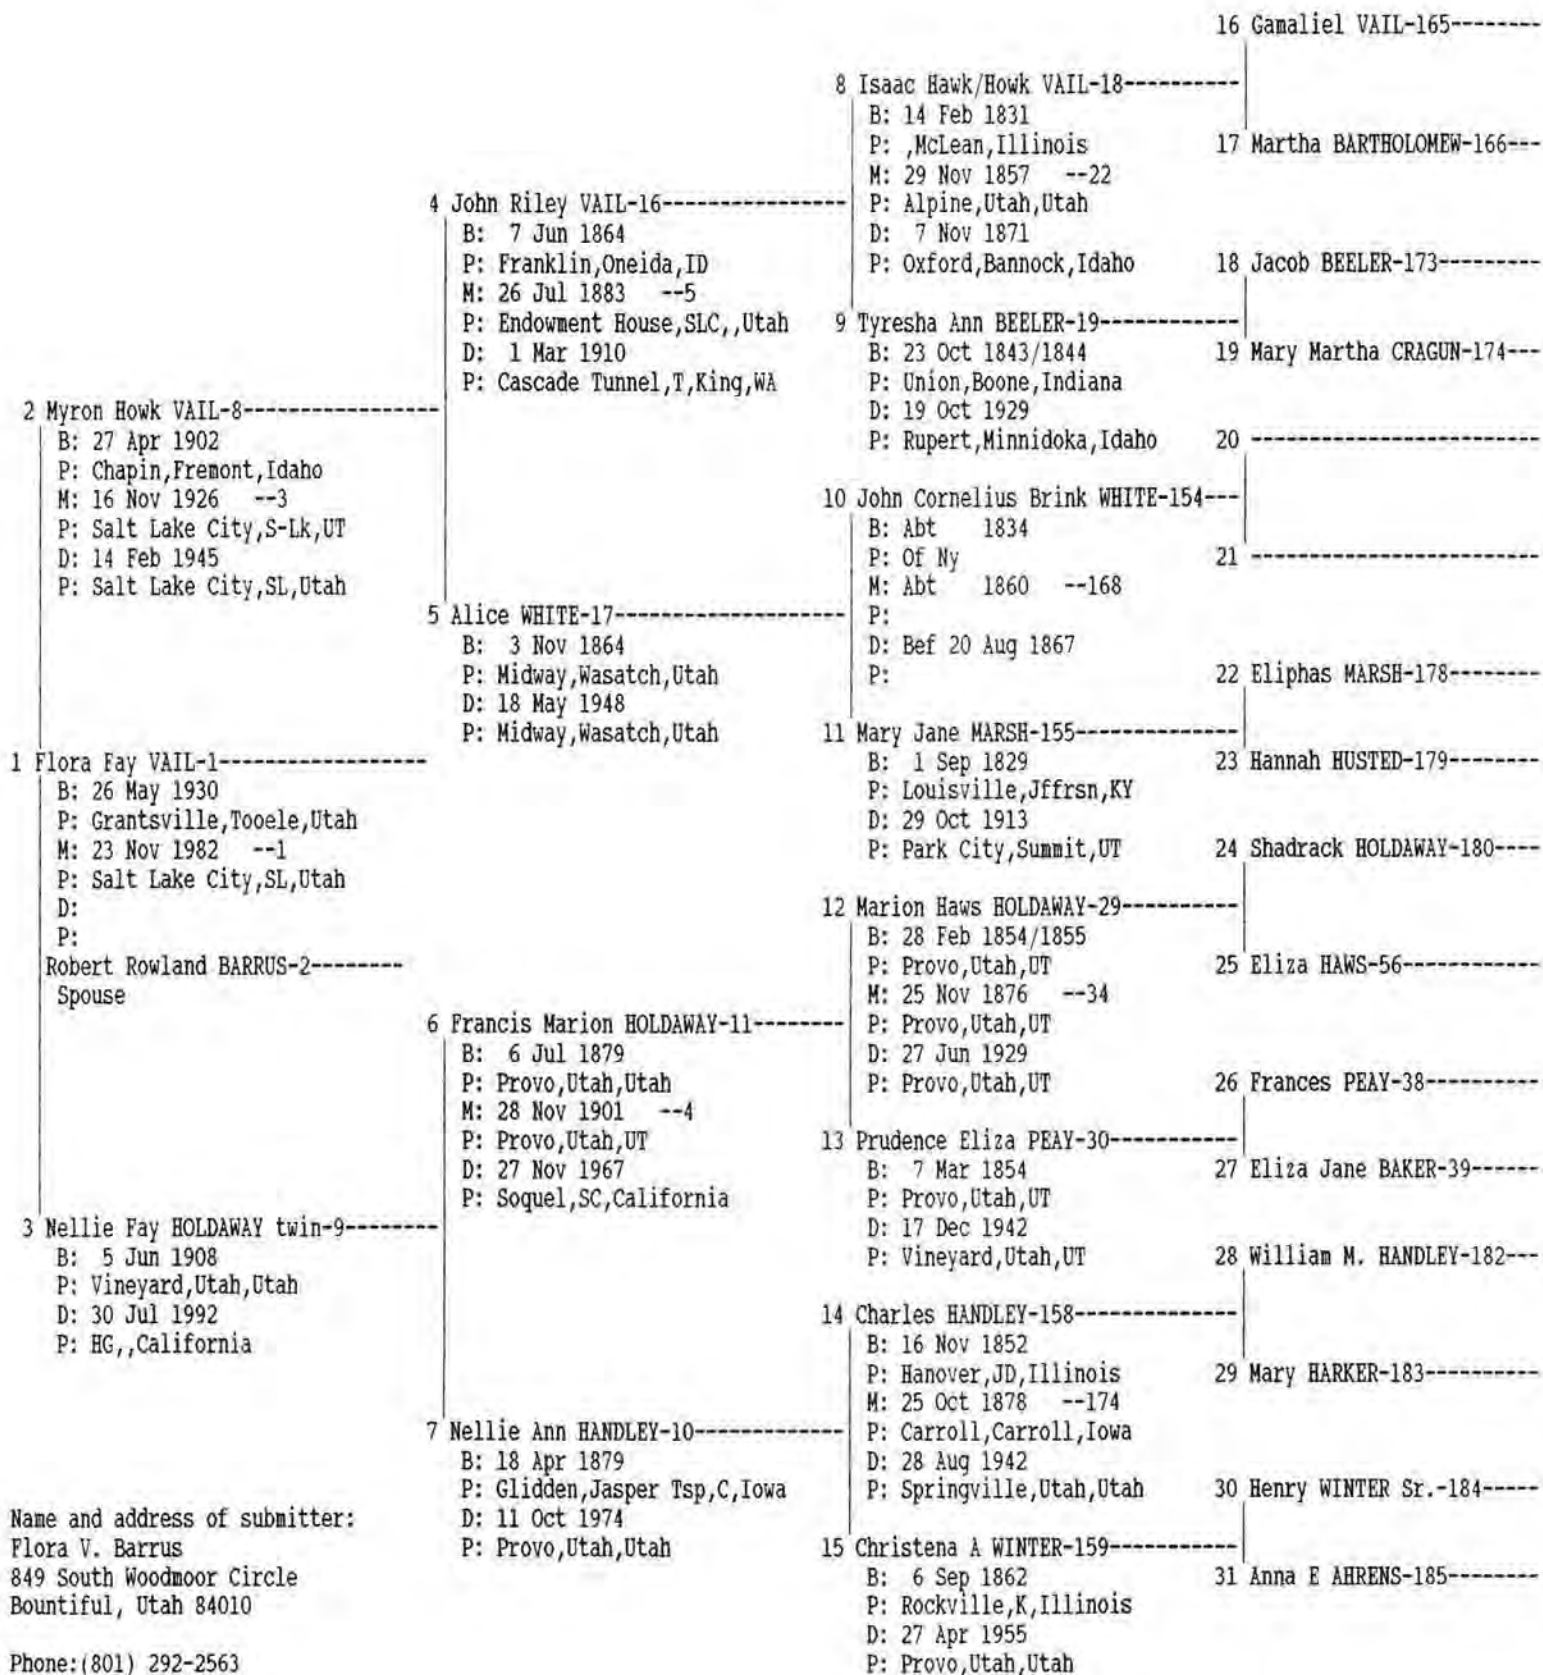 16 Gamaliel VAIL-165--------
8 Isaac Hawk/Howk VAIL-18----------
B: 14 Feb 1831
P: ,McLean,Illinois
17 Martha BARTHOLOMEW-166---
M: 29 Nov 1857 --22
4 John Riley VAIL-16----------------
P: Alpine,Utah,Utah
B: 7 Jun 1864
D: 7 Nov 1871
P: Franklin,Oneida,ID
P: Oxford,Bannock,Idaho
18 Jacob BEELER-173---------
M: 26 Jul 1883 --5
P: Endowment House,SLC,,Utah
9 Tyresha Ann BEELER-19------------
D: 1 Mar 1910
B: 23 Oct 1843/1844
19 Mary Martha CRAGUN-174---
P: Cascade Tunnel,T,King,WA
P: Union,Boone,Indiana
2 Myron Howk VAIL-8-----------------
D: 19 Oct 1929
B: 27 Apr 1902
P: Rupert,Minnidoka,Idaho
20 -------------------------
P: Chapin,Fremont,Idaho
M: 16 Nov 1926 --3
10 John Cornelius Brink WHITE-154---
P: Salt Lake City,S-Lk,UT
B: Abt 1834
D: 14 Feb 1945
P: Of Ny
21 -------------------------
P: Salt Lake City,SL,Utah
M: Abt 1860 --168
5 Alice WHITE-17--------------------
P:
B: 3 Nov 1864
D: Bef 20 Aug 1867
P: Midway,Wasatch,Utah
P:
22 Eliphas MARSH-178--------
D: 18 May 1948
P: Midway,Wasatch,Utah
11 Mary Jane MARSH-155--------------
1 Flora Fay VAIL-1------------------
B: 1 Sep 1829
23 Hannah HUSTED-179--------
B: 26 May 1930
P: Louisville,Jffrsn,KY
P: Grantsville,Tooele,Utah
D: 29 Oct 1913
M: 23 Nov 1982 --1
P: Park City,Summit,UT
24 Shadrack HOLDAWAY-180----
P: Salt Lake City,SL,Utah
D:
12 Marion Haws HOLDAWAY-29----------
P:
B: 28 Feb 1854/1855
Robert Rowland BARRUS-2--------
P: Provo,Utah,UT
25 Eliza HAWS-56------------
Spouse
M: 25 Nov 1876 --34
6 Francis Marion HOLDAWAY-11--------
P: Provo,Utah,UT
B: 6 Jul 1879
D: 27 Jun 1929
P: Provo,Utah,Utah
P: Provo,Utah,UT
26 Frances PEAY-38----------
M: 28 Nov 1901 --4
P: Provo,Utah,UT
13 Prudence Eliza PEAY-30-----------
D: 27 Nov 1967
B: 7 Mar 1854
27 Eliza Jane BAKER-39------
P: Soquel,SC,California
P: Provo,Utah,UT
3 Nellie Fay HOLDAWAY twin-9--------
D: 17 Dec 1942
B: 5 Jun 1908
P: Vineyard,Utah,UT
28 William M. HANDLEY-182---
P: Vineyard,Utah,Utah
D: 30 Jul 1992
14 Charles HANDLEY-158--------------
P: HG,,California
B: 16 Nov 1852
P: Hanover,JD,Illinois
29 Mary HARKER-183----------
M: 25 Oct 1878 --174
7 Nellie Ann HANDLEY-10-------------
P: Carroll,Carroll,Iowa
B: 18 Apr 1879
D: 28 Aug 1942
P: Glidden,Jasper Tsp,C,Iowa
P: Springville,Utah,Utah
30 Henry WINTER Sr.-184-----
Name and address of submitter:
D: 11 Oct 1974
Flora V. Barrus
P: Provo,Utah,Utah
15 Christena A WINTER-159-----------
849 South Woodmoor Circle
B: 6 Sep 1862
31 Anna E AHRENS-185--------
Bountiful, Utah 84010
P: Rockville,K,Illinois
D: 27 Apr 1955
Phone:(801) 292-2563
P: Provo,Utah,Utah